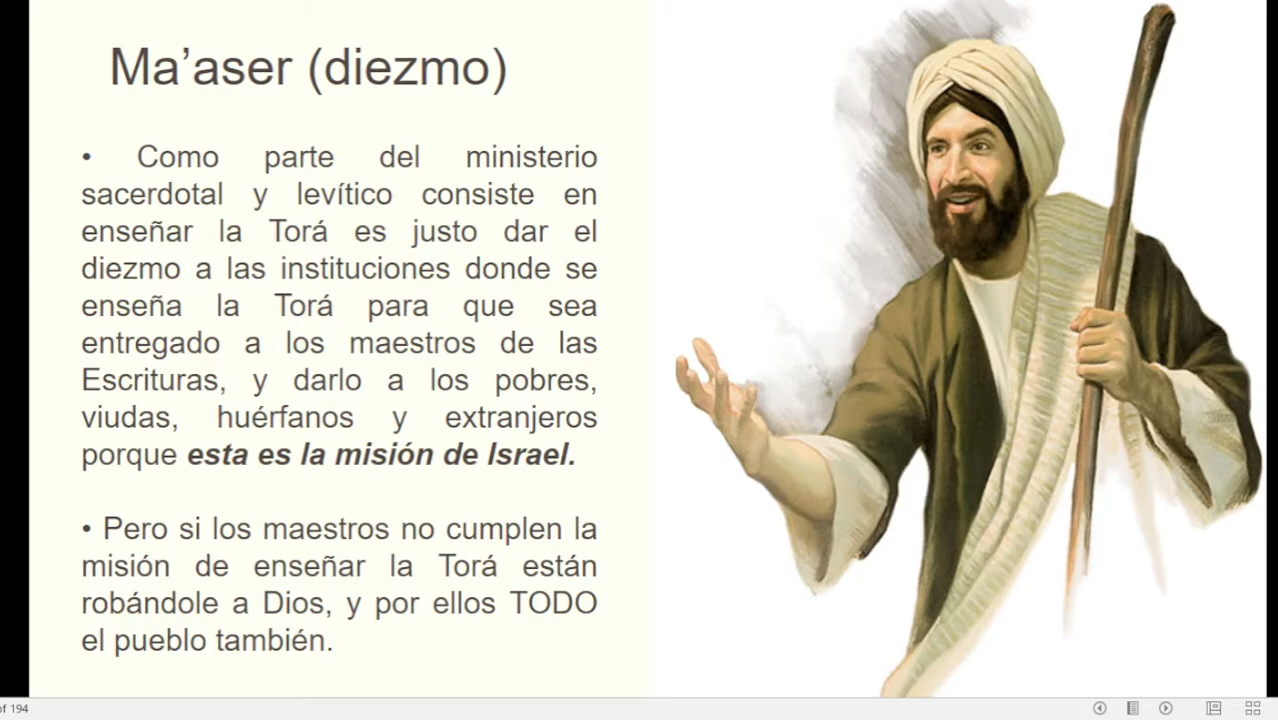 Ma’aser (diezmo)
• Como parte del ministerio
sacerdotal y levítico consiste en
enseñar la Torá es justo dar el
diezmo a las instituciones donde se
enseña la Torá para que sea
entregado a los maestros de las
Escrituras, y darlo a los pobres,
viudas, huérfanos y extranjeros
porque esta es la misión de Israel.
• Pero si los maestros no cumplen la
misión de enseñar la Torá están
robándole a Dios, y por ellos TODO
el pueblo también.
of 194